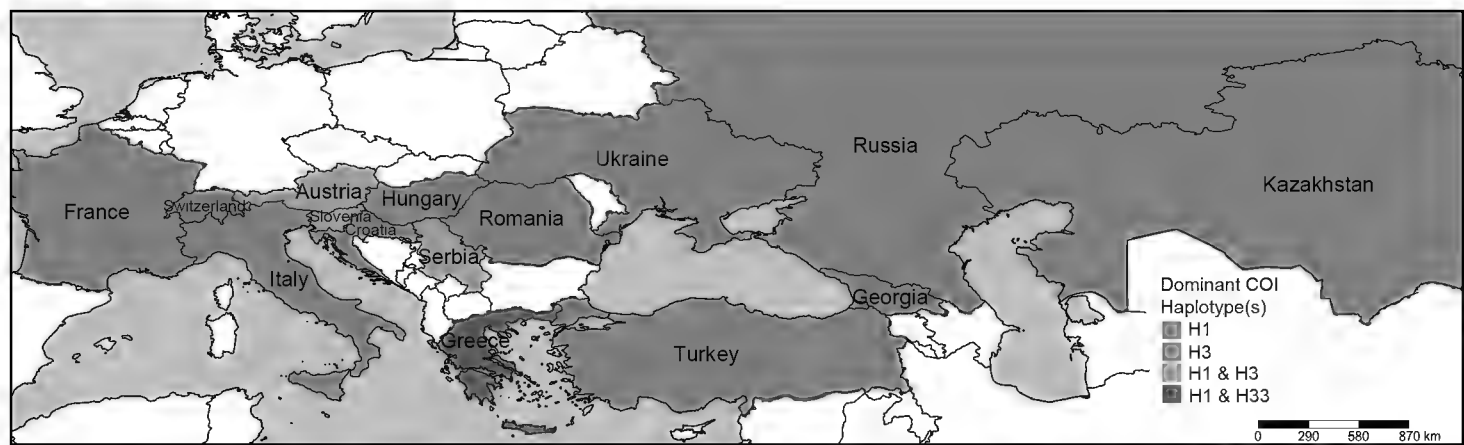 Russia
Ukraine
Kazakhstan
Austria
Hungary
France
Switzerland
Slovenia
Romania
Croatia
Serbia
Italy
Georgia
Greece
Turkey
Dominant COI
Haplotype(s)
H1
H3
H1 & H3
H1 & H33
0 290 580 870 km